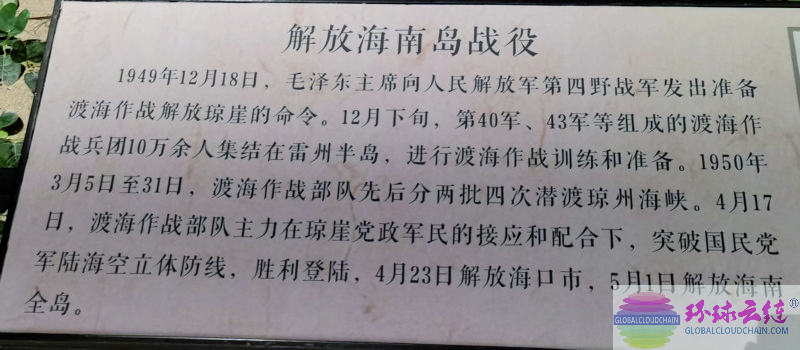 解放海南岛战役
1949年12月18日，毛泽东主席向人民解放军第四野战军发出准备
渡海作战解放琼崖的命令。12月下旬，第40军、43军等组成的渡海作
战兵团10万余人集结在雷州半岛，进行渡海作战训练和准备。1950年
3月5日至31日，渡海作战部队先后分两批四次潜渡琼州海峡。4月17
日，渡海作战部队主力在琼崖党政军民的接应和配合下，突破国民党
军陆海空立体防线，胜利登陆，4月23日解放海口市，5月1日解放海南
全岛。
GLOBALCLOUDCHAIN
环球云链®
GLOBALCLOUDCHAIN.COM